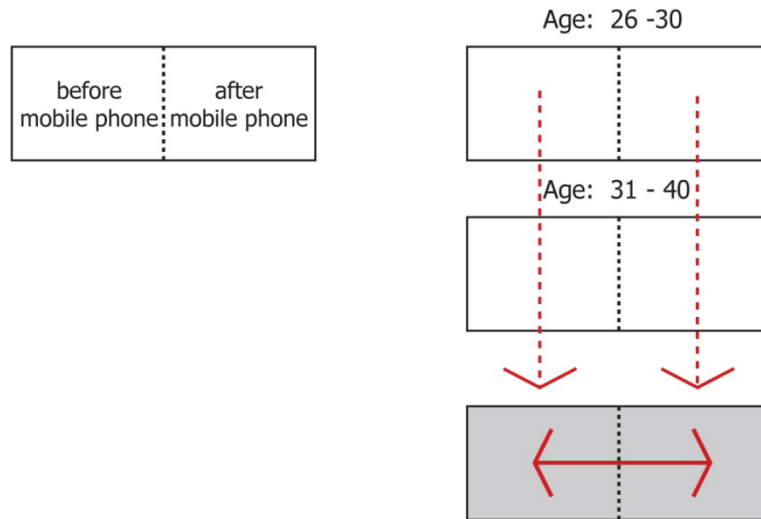 before
mobile phone
after
mobile phone
Age: 26 -30
Age: 31 - 40